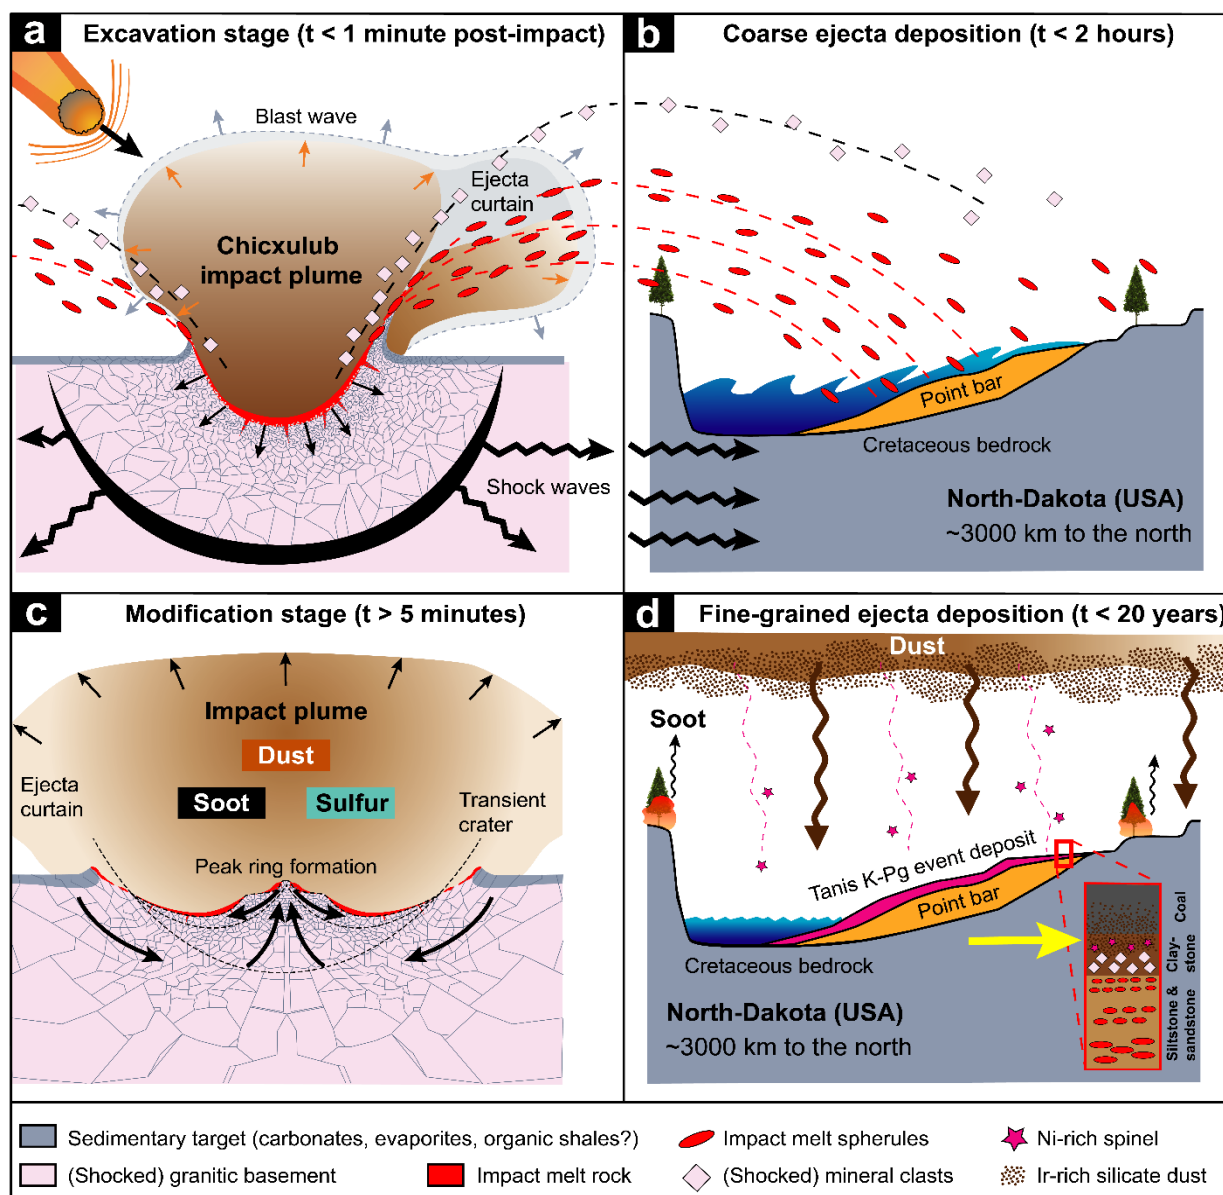 a Excavation stage (t < 1 minute post-impact)
Blast wave
Ejecta
curtain
Chicxulub
impact plume
Shock waves
b Coarse ejecta deposition (t < 2 hours)
Point bar
Cretaceous bedrock
North-Dakota (USA)
~3000 km to the north
c Modification stage (t > 5 minutes)
Impact plume
Dust
Soot
Sulfur
Ejecta
curtain
Transient
crater
Peak ring formation
d Fine-grained ejecta deposition (t < 20 years)
Dust
Soot
Tanis K-Pg event deposit
Point bar
Cretaceous bedrock
North-Dakota (USA)
~3000 km to the north
Coal
Clay-
stone
Siltstone &
sandstone
Sedimentary target (carbonates, evaporites, organic shales?)
Impact melt spherules
Ni-rich spinel
(Shocked) granitic basement
Impact melt rock
(Shocked) mineral clasts
Ir-rich silicate dust